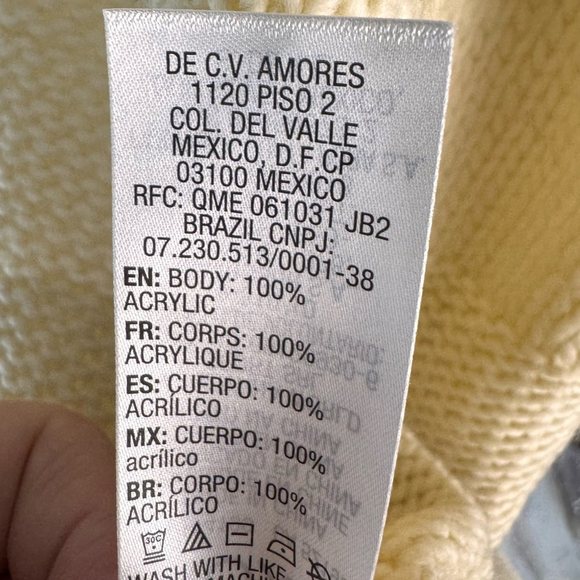 DE C.V. AMORES
1120 PISO 2
COL. DEL VALLE
MEXICO, D.F.CP
03100 MEXICO
RFC: QME 061031 JB2
BRAZIL CNPJ:
07.230.513/0001-38
EN: BODY: 100%
ACRYLIC
FR: CORPS: 100%
ACRYLIQUE
ES: CUERPO: 100%
ACRÍLICO
MX: CUERPO: 100%
acrílico
BR: CORPO: 100%
ACRÍLICO
30C
WASH WITH LIKE